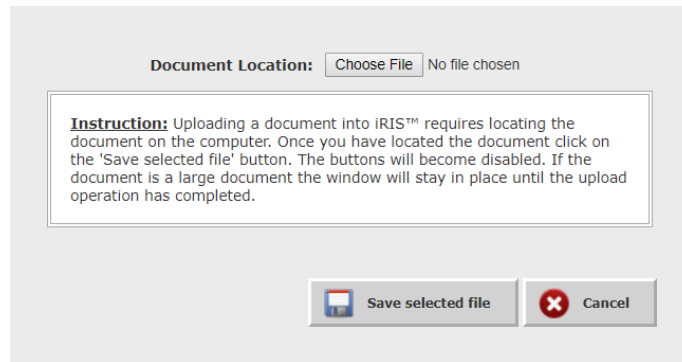 Document Location: Choose File No file chosen
Instruction: Uploading a document into iRIS™ requires locating the
document on the computer. Once you have located the document click on
the 'Save selected file' button. The buttons will become disabled. If the
document is a large document the window will stay in place until the upload
operation has completed.
Save selected file Cancel